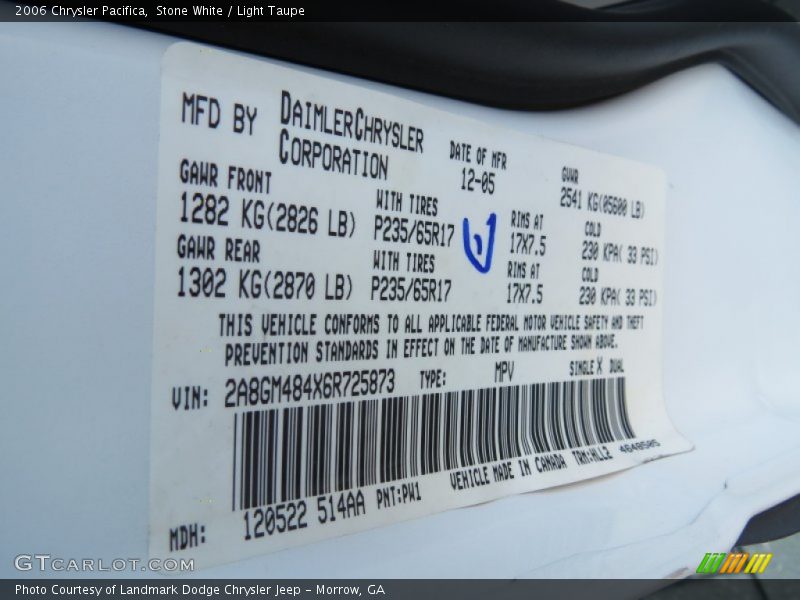 2006 Chrysler Pacifica, Stone White / Light Taupe
MFD BY DAIMLERCHRYSLER CORPORATION
DATE OF MFR 12-05
GVWR 2541 KG(05600 LB)
GAWR FRONT
1282 KG(2826 LB)
WITH TIRES
P235/65R17
RIMS AT
17X7.5
COLD
230 KPA( 33 PSI)
GAWR REAR
1302 KG(2870 LB)
WITH TIRES
P235/65R17
RIMS AT
17X7.5
COLD
230 KPA( 33 PSI)
THIS VEHICLE CONFORMS TO ALL APPLICABLE FEDERAL MOTOR VEHICLE SAFETY AND THEFT
PREVENTION STANDARDS IN EFFECT ON THE DATE OF MANUFACTURE SHOWN ABOVE.
VIN: 2A8GM484X6R725873 TYPE: MPV SINGLE X DUAL
MDH: 120522 514AA PNT:PW1 VEHICLE MADE IN CANADA TRM:HLL2 4648585
GTCARLOT.COM
Photo Courtesy of Landmark Dodge Chrysler Jeep - Morrow, GA